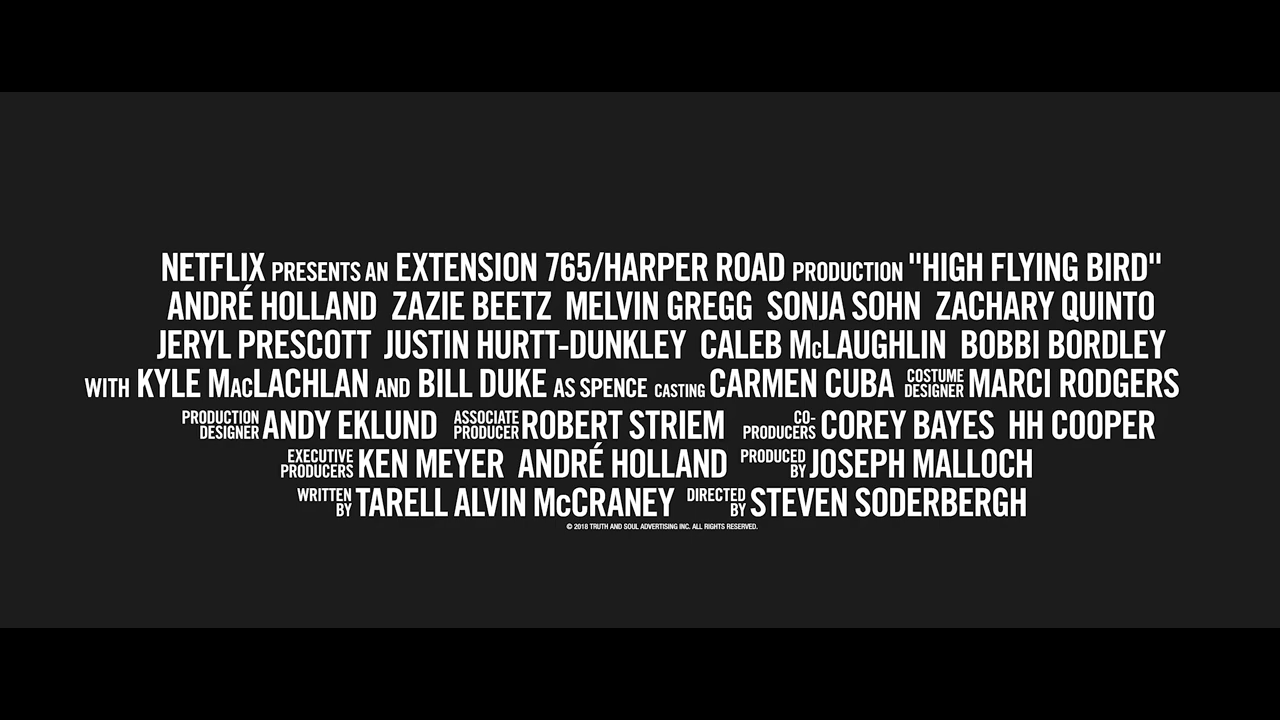 NETFLIX PRESENTS AN EXTENSION 765/HARPER ROAD PRODUCTION "HIGH FLYING BIRD"
ANDRÉ HOLLAND ZAZIE BEETZ MELVIN GREGG SONJA SOHN ZACHARY QUINTO
JERYL PRESCOTT JUSTIN HURTT-DUNKLEY CALEB McLAUGHLIN BOBBI BORDLEY
WITH KYLE MacLACHLAN AND BILL DUKE AS SPENCE CASTING CARMEN CUBA COSTUME DESIGNER MARCI RODGERS
PRODUCTION DESIGNER ANDY EKLUND ASSOCIATE PRODUCER ROBERT STRIEM CO-PRODUCERS COREY BAYES HH COOPER
EXECUTIVE PRODUCERS KEN MEYER ANDRÉ HOLLAND PRODUCED BY JOSEPH MALLOCH
WRITTEN BY TARELL ALVIN McCRANEY DIRECTED BY STEVEN SODERBERGH
© 2018 TRUTH AND SOUL ADVERTISING INC. ALL RIGHTS RESERVED.